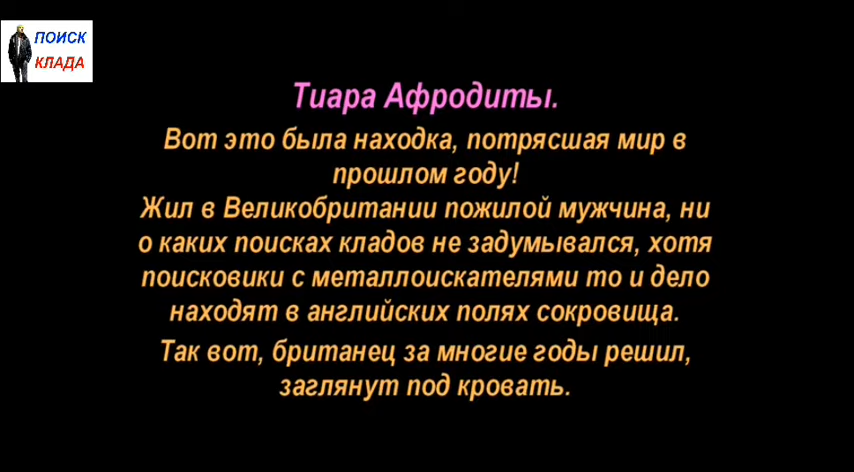 ПОИСК
КЛАДА
Тиара Афродиты.
Вот это была находка, потрясшая мир в
прошлом году!
Жил в Великобритании пожилой мужчина, ни
о каких поисках кладов не задумывался, хотя
поисковики с металлоискателями то и дело
находят в английских полях сокровища.
Так вот, британец за многие годы решил,
заглянут под кровать.